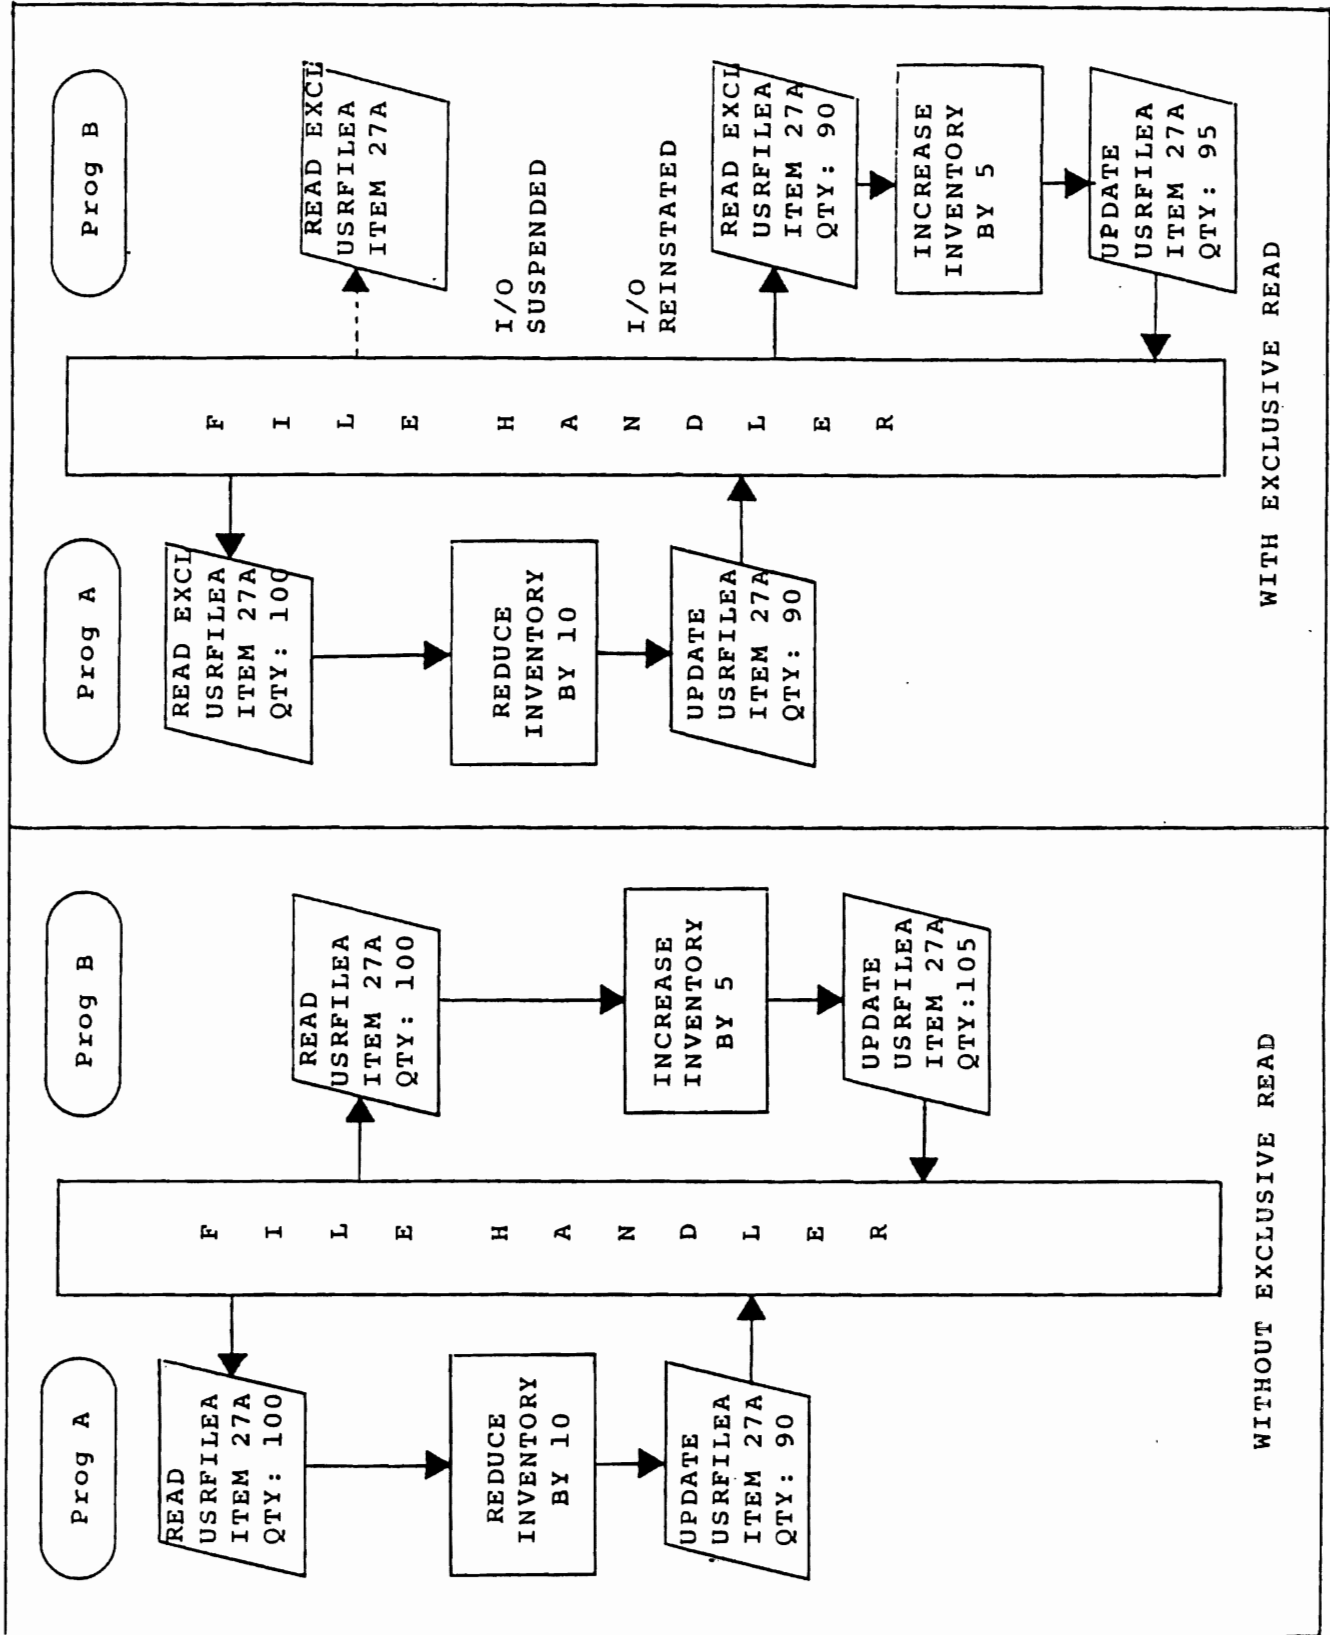 Prog A
READ
USRFILEA
ITEM 27A
QTY: 100
REDUCE
INVENTORY
BY 10
UPDATE
USRFILEA
ITEM 27A
QTY: 90
FILE HANDLER
Prog B
READ
USRFILEA
ITEM 27A
QTY: 100
INCREASE
INVENTORY
BY 5
UPDATE
USRFILEA
ITEM 27A
QTY:105
WITHOUT EXCLUSIVE READ
Prog A
READ EXCL
USRFILEA
ITEM 27A
QTY: 100
REDUCE
INVENTORY
BY 10
UPDATE
USRFILEA
ITEM 27A
QTY: 90
FILE HANDLER
Prog B
READ EXCL
USRFILEA
ITEM 27A
I/O
SUSPENDED
I/O
REINSTATED
READ EXCL
USRFILEA
ITEM 27A
QTY: 90
INCREASE
INVENTORY
BY 5
UPDATE
USRFILEA
ITEM 27A
QTY: 95
WITH EXCLUSIVE READ